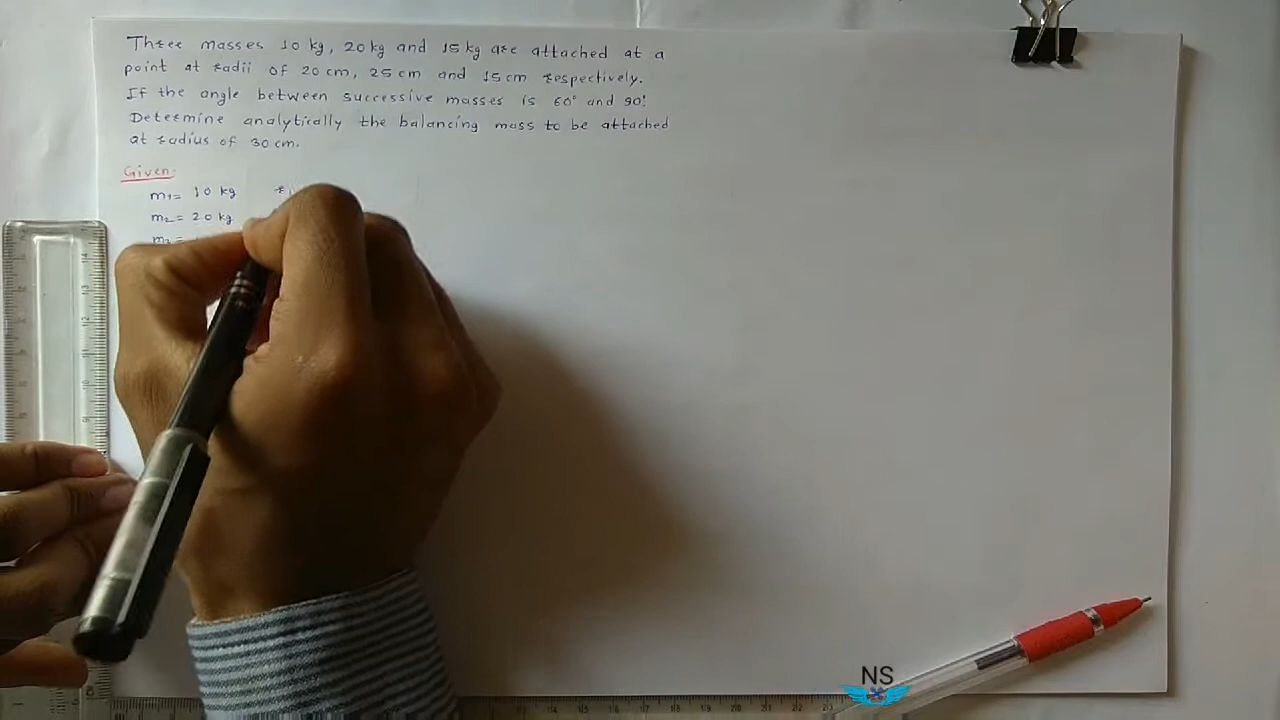 Three masses 10 kg, 20 kg and 15 kg are attached at a
point at radii of 20 cm, 25 cm and 15 cm respectively.
If the angle between successive masses is 60° and 90°.
Determine analytically the balancing mass to be attached
at radius of 30 cm.
Given:
m1 = 10 kg
m2 = 20 kg
m3 =
NS